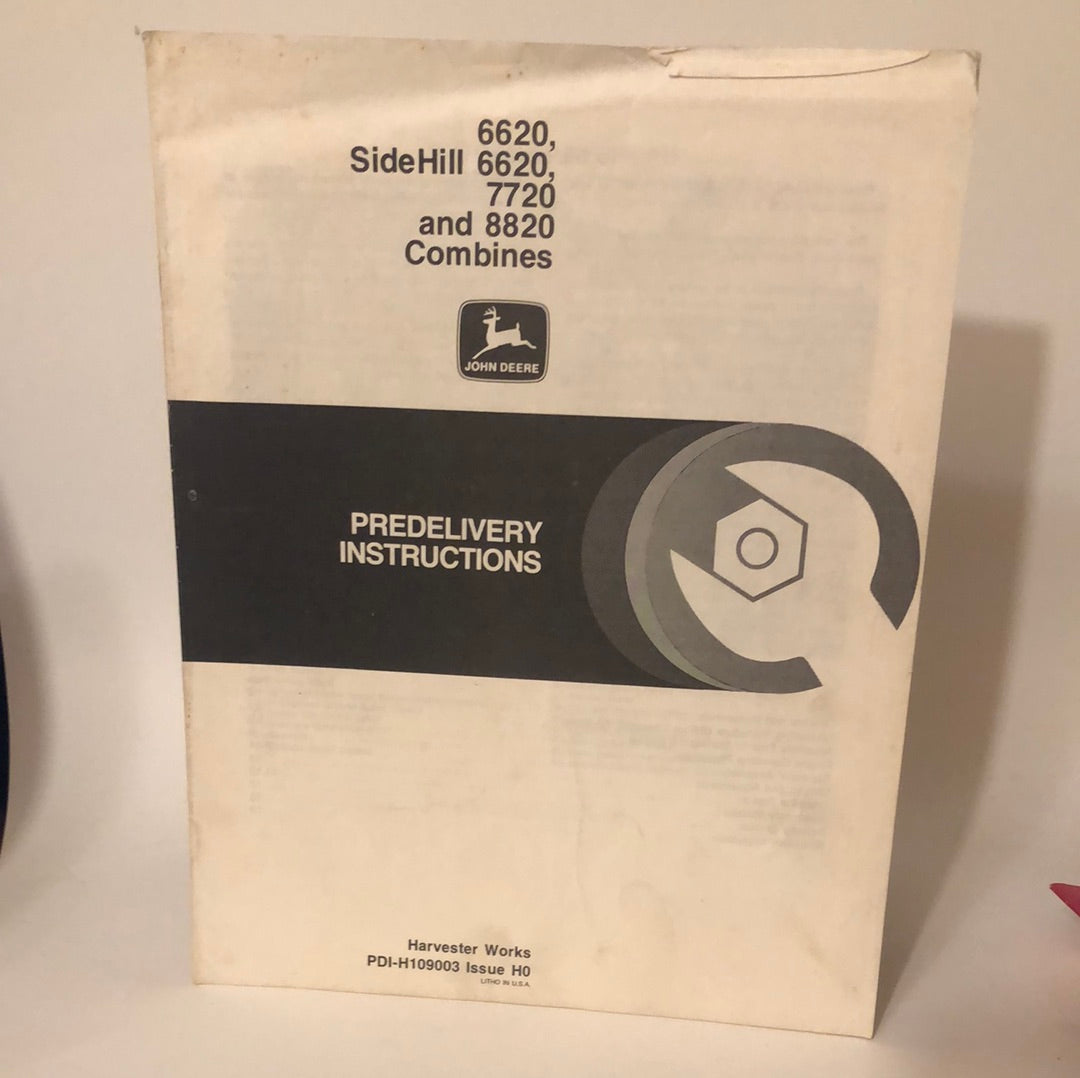 6620,
SideHill 6620,
7720
and 8820
Combines
JOHN DEERE
PREDELIVERY
INSTRUCTIONS
Harvester Works
PDI-H109003 Issue H0
LITHO IN U.S.A.